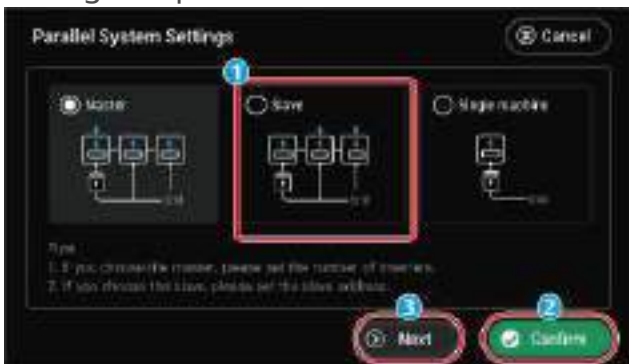 Parallel System Settings
Cancel
1
Master
Slave
Single machine
Tips
1. If you choose the master, please set the number of inverters.
2. If you choose the slave, please set the slave address.
3
2
Next
Confirm